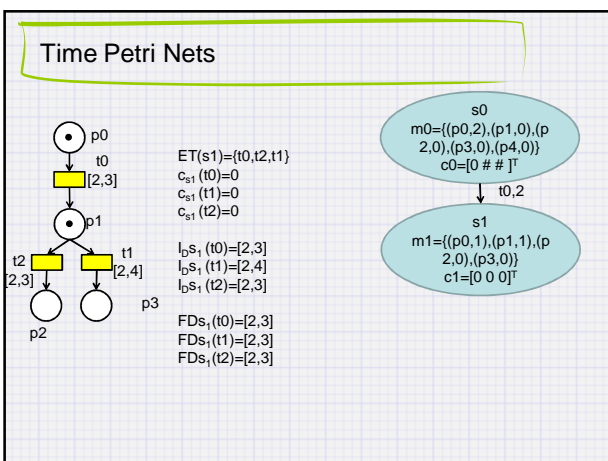 Time Petri Nets
p0
t0
[2,3]
p1
t2
[2,3]
t1
[2,4]
p2
p3
ET(s1)={t0,t2,t1}
cs1(t0)=0
cs1(t1)=0
cs1(t2)=0
IDs1(t0)=[2,3]
IDs1(t1)=[2,4]
IDs1(t2)=[2,3]
FDs1(t0)=[2,3]
FDs1(t1)=[2,3]
FDs1(t2)=[2,3]
s0
m0={(p0,2),(p1,0),(p
2,0),(p3,0),(p4,0)}
c0=[0 # # ]T
t0,2
s1
m1={(p0,1),(p1,1),(p
2,0),(p3,0)}
c1=[0 0 0]T